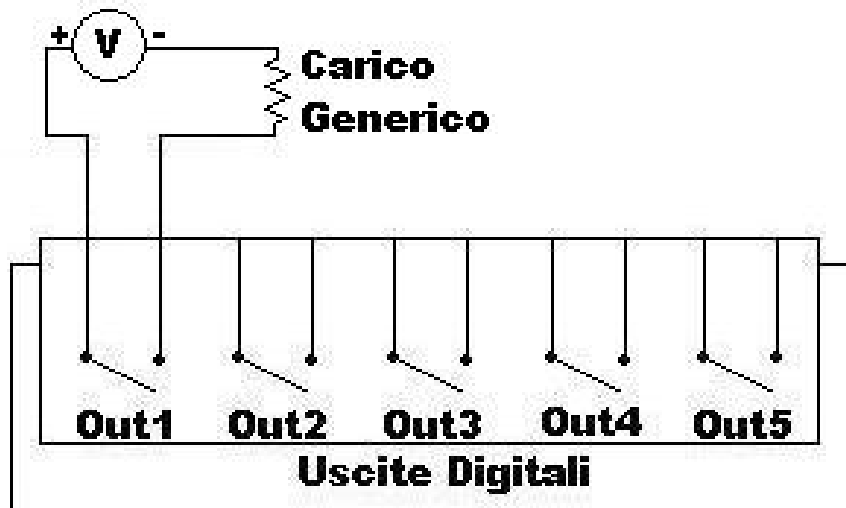 + V -
Carico
Generico
Out1 Out2 Out3 Out4 Out5
Uscite Digitali